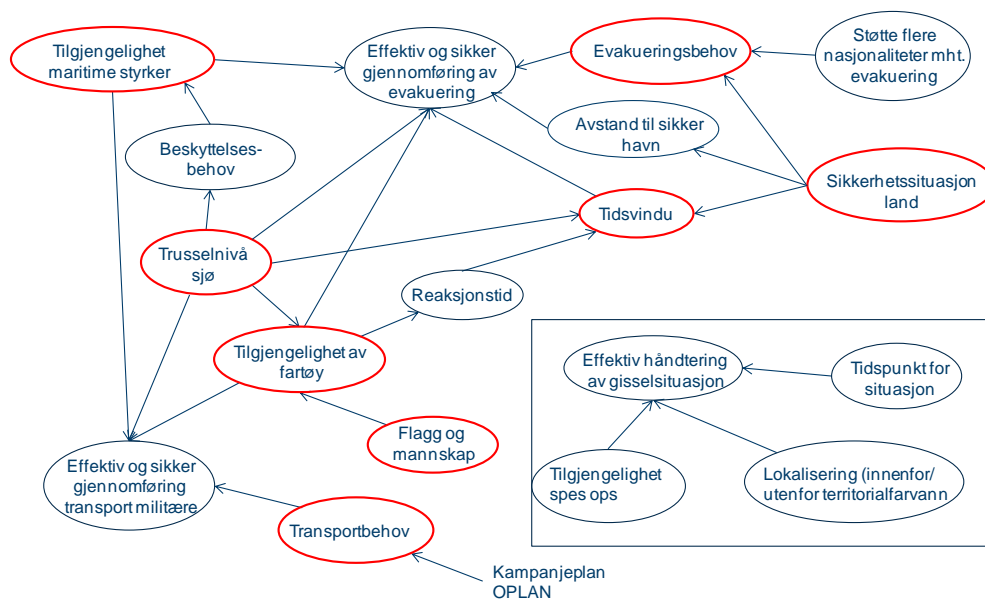 Tilgjengelighet
maritime styrker
Effektiv og sikker
gjennomføring av
evakuering
Evakueringsbehov
Støtte flere
nasjonaliteter mht.
evakuering
Beskyttelses-
behov
Avstand til sikker
havn
Sikkerhetssituasjon
land
Tidsvindu
Trusselnivå
sjø
Reaksjonstid
Tilgjengelighet av
fartøy
Effektiv håndtering
av gisselsituasjon
Tidspunkt for
situasjon
Flagg og
mannskap
Effektiv og sikker
gjennomføring
transport militære
Tilgjengelighet
spes ops
Lokalisering (innenfor/
utenfor territorialfarvann
Transportbehov
Kampanjeplan
OPLAN